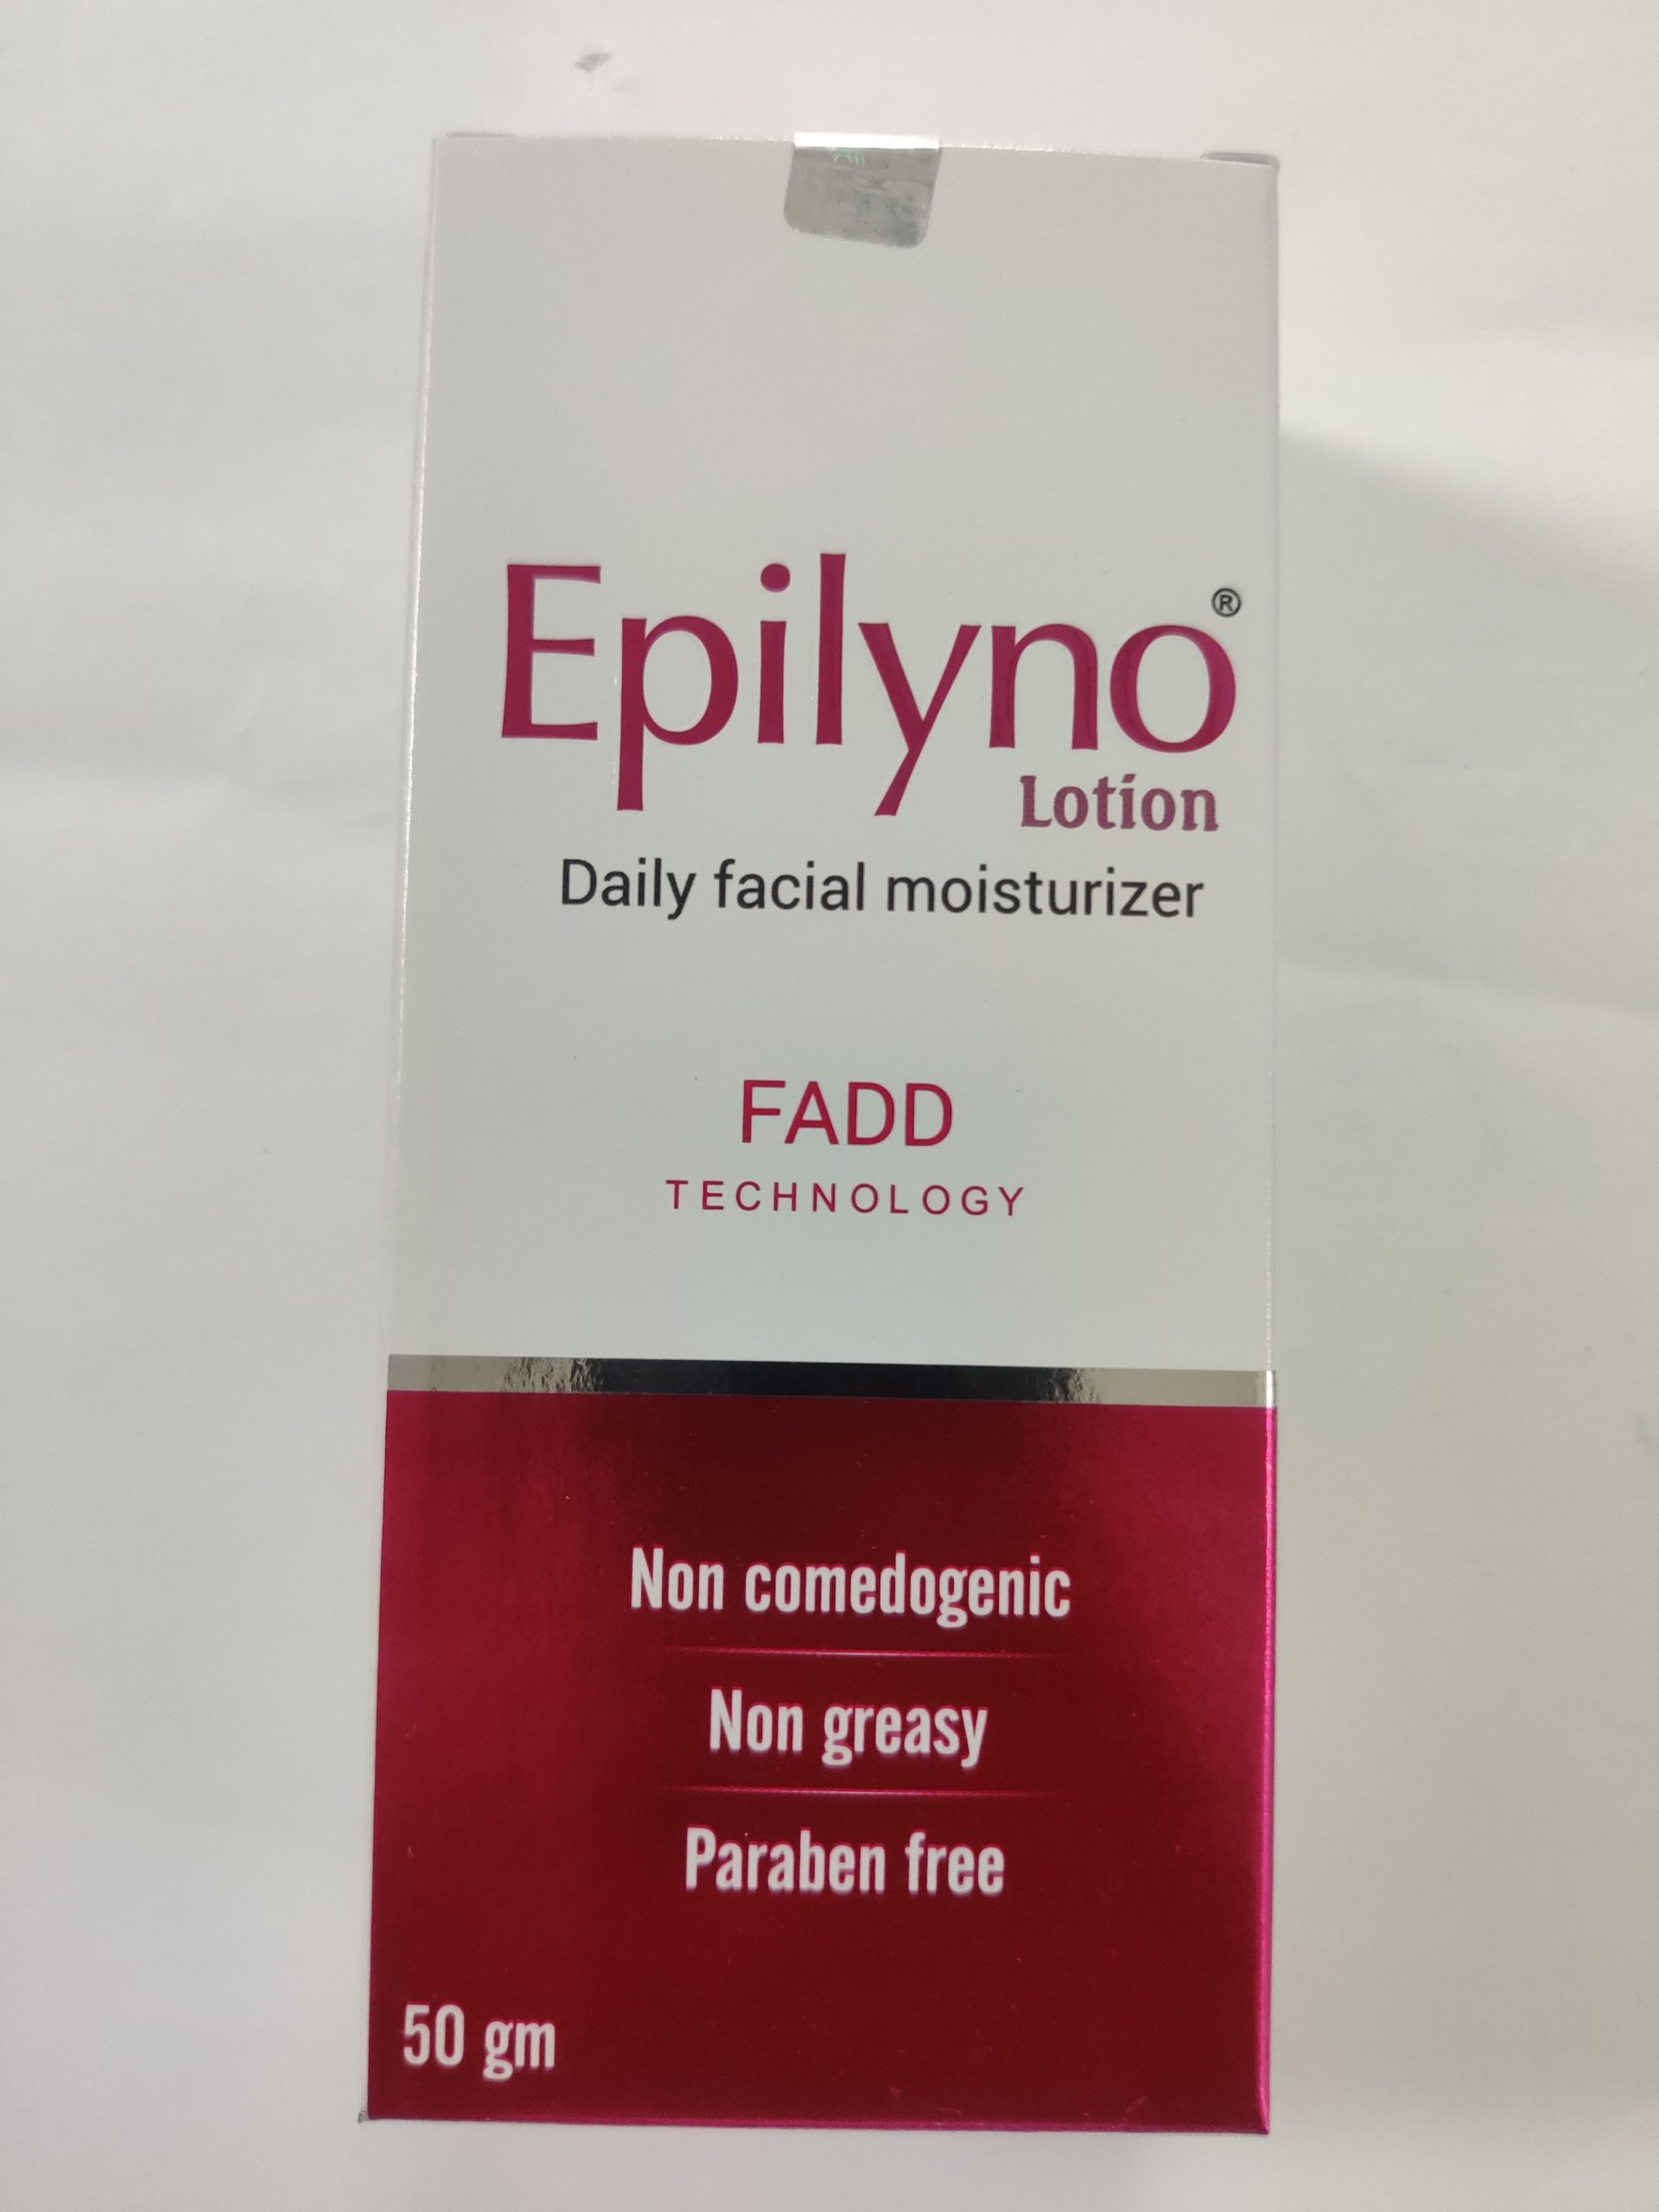 Epilyno®
Lotion
Daily facial moisturizer
FADD
TECHNOLOGY
Non comedogenic
Non greasy
Paraben free
50 gm